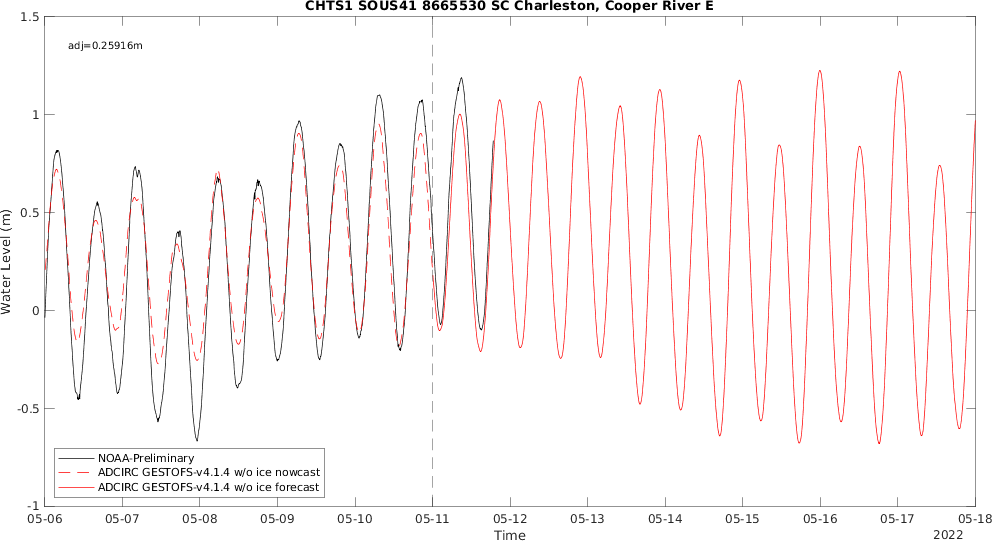 CHTS1 SOUS41 8665530 SC Charleston, Cooper River E
adj=0.25916m
1.5
1
0.5
0
-0.5
-1
Water Level (m)
NOAA-Preliminary
ADCIRC GESTOFS-v4.1.4 w/o ice nowcast
ADCIRC GESTOFS-v4.1.4 w/o ice forecast
05-06 05-07 05-08 05-09 05-10 05-11 05-12 05-13 05-14 05-15 05-16 05-17 05-18
Time
2022